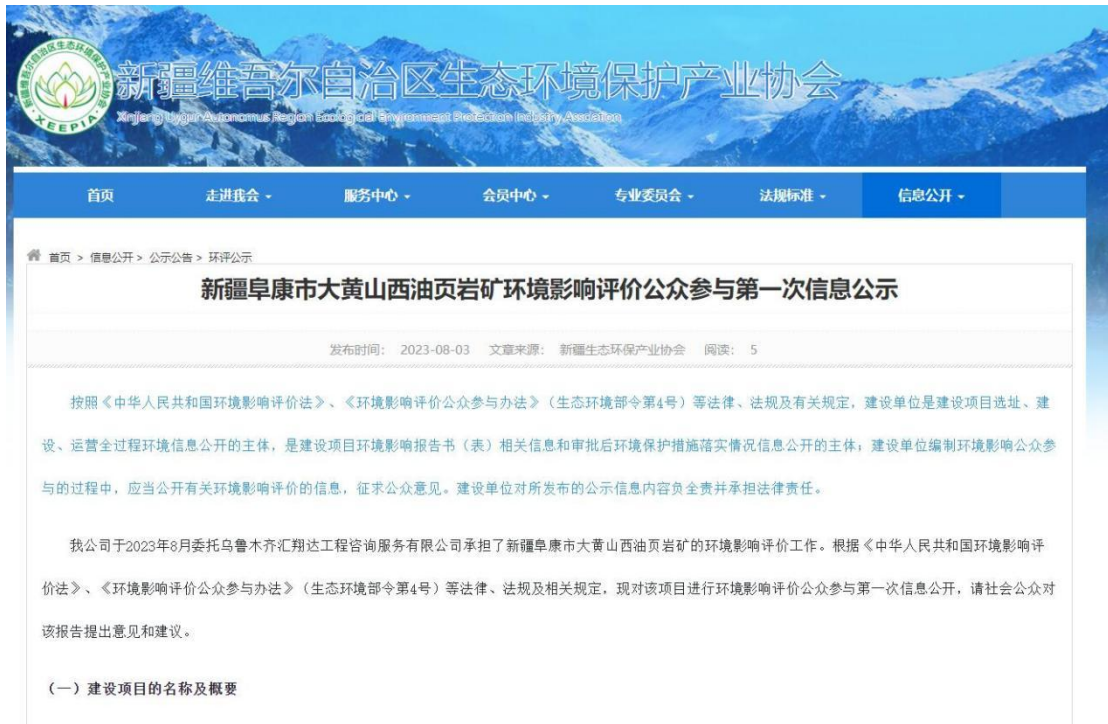 新疆维吾尔自治区生态环境保护产业协会
Xinjiang Uygur Autonomus Region Ecological Environment Protection Industry Assciation
新疆维吾尔自治区生态环境保护产业协会
XEEPIA
首页 走进我会 服务中心 会员中心 专业委员会 法规标准 信息公开
首页 > 信息公开 > 公示公告 > 环评公示
新疆阜康市大黄山西油页岩矿环境影响评价公众参与第一次信息公示
发布时间: 2023-08-03 文章来源: 新疆生态环保产业协会 阅读: 5
按照《中华人民共和国环境影响评价法》、《环境影响评价公众参与办法》（生态环境部令第4号）等法律、法规及有关规定，建设单位是建设项目选址、建
设、运营全过程环境信息公开的主体，是建设项目环境影响报告书（表）相关信息和审批后环境保护措施落实情况信息公开的主体；建设单位编制环境影响公众参
与的过程中，应当公开有关环境影响评价的信息，征求公众意见。建设单位对所发布的公示信息内容负全责并承担法律责任。
我公司于2023年8月委托乌鲁木齐汇翔达工程咨询服务有限公司承担了新疆阜康市大黄山西油页岩矿的环境影响评价工作。根据《中华人民共和国环境影响评
价法》、《环境影响评价公众参与办法》（生态环境部令第4号）等法律、法规及相关规定，现对该项目进行环境影响评价公众参与第一次信息公开，请社会公众对
该报告提出意见和建议。
（一）建设项目的名称及概要